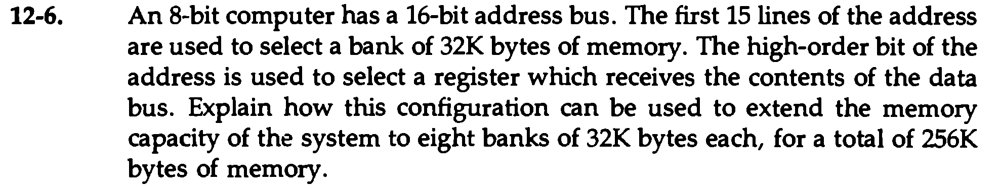 12-6. An 8-bit computer has a 16-bit address bus. The first 15 lines of the address
are used to select a bank of 32K bytes of memory. The high-order bit of the
address is used to select a register which receives the contents of the data
bus. Explain how this configuration can be used to extend the memory
capacity of the system to eight banks of 32K bytes each, for a total of 256K
bytes of memory.